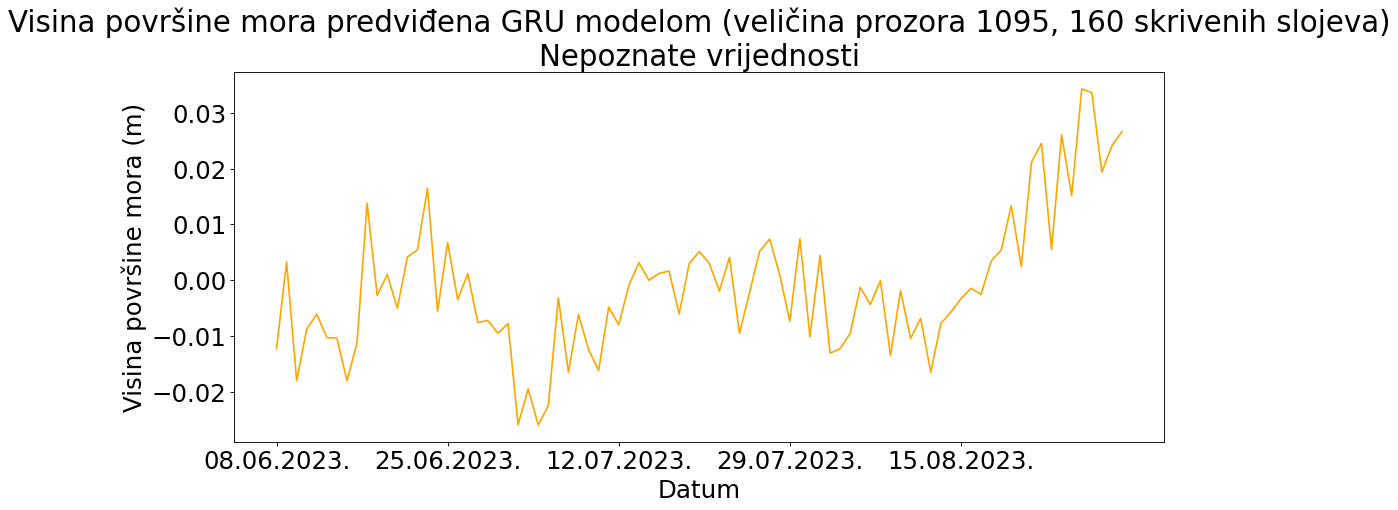 Visina površine mora predviđena GRU modelom (veličina prozora 1095, 160 skrivenih slojeva)
Nepoznate vrijednosti
Visina površine mora (m)
0.03
0.02
0.01
0.00
−0.01
−0.02
08.06.2023. 25.06.2023. 12.07.2023. 29.07.2023. 15.08.2023.
Datum